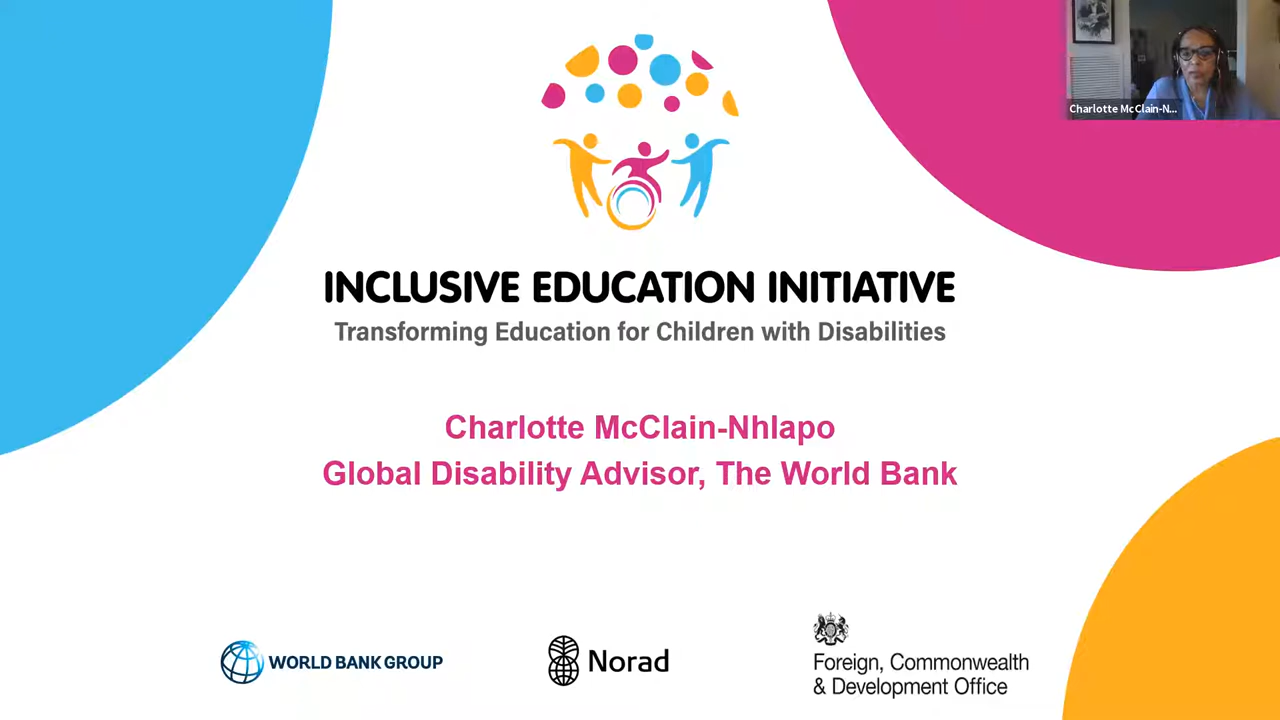 Charlotte McClain-N...
INCLUSIVE EDUCATION INITIATIVE
Transforming Education for Children with Disabilities
Charlotte McClain-Nhlapo
Global Disability Advisor, The World Bank
WORLD BANK GROUP
Norad
Foreign, Commonwealth
& Development Office